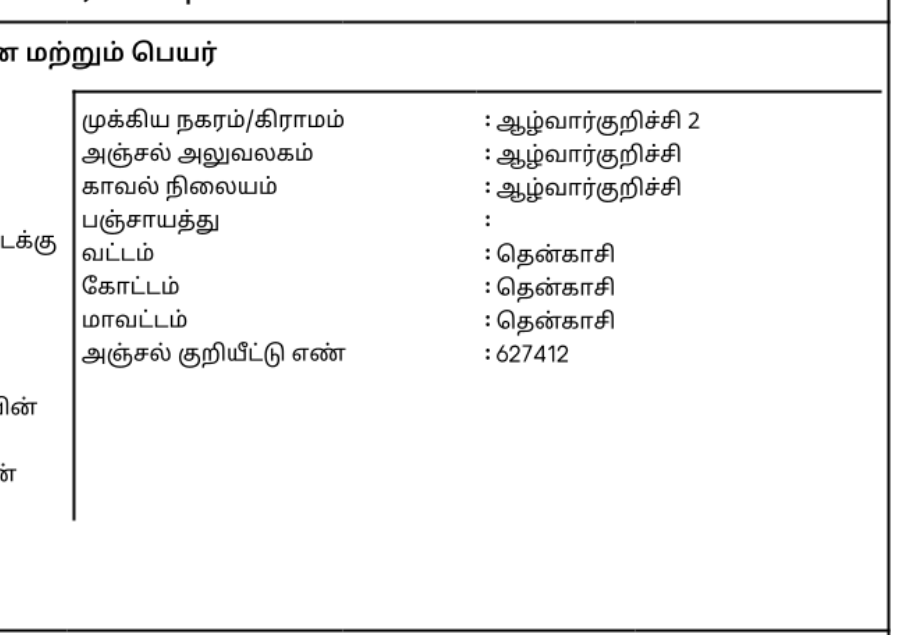 மற்றும் பெயர்
முக்கிய நகரம்/கிராமம் : ஆழ்வார்குறிச்சி 2
அஞ்சல் அலுவலகம் : ஆழ்வார்குறிச்சி
காவல் நிலையம் : ஆழ்வார்குறிச்சி
பஞ்சாயத்து :
வட்டம் : தென்காசி
கோட்டம் : தென்காசி
மாவட்டம் : தென்காசி
அஞ்சல் குறியீட்டு எண் : 627412